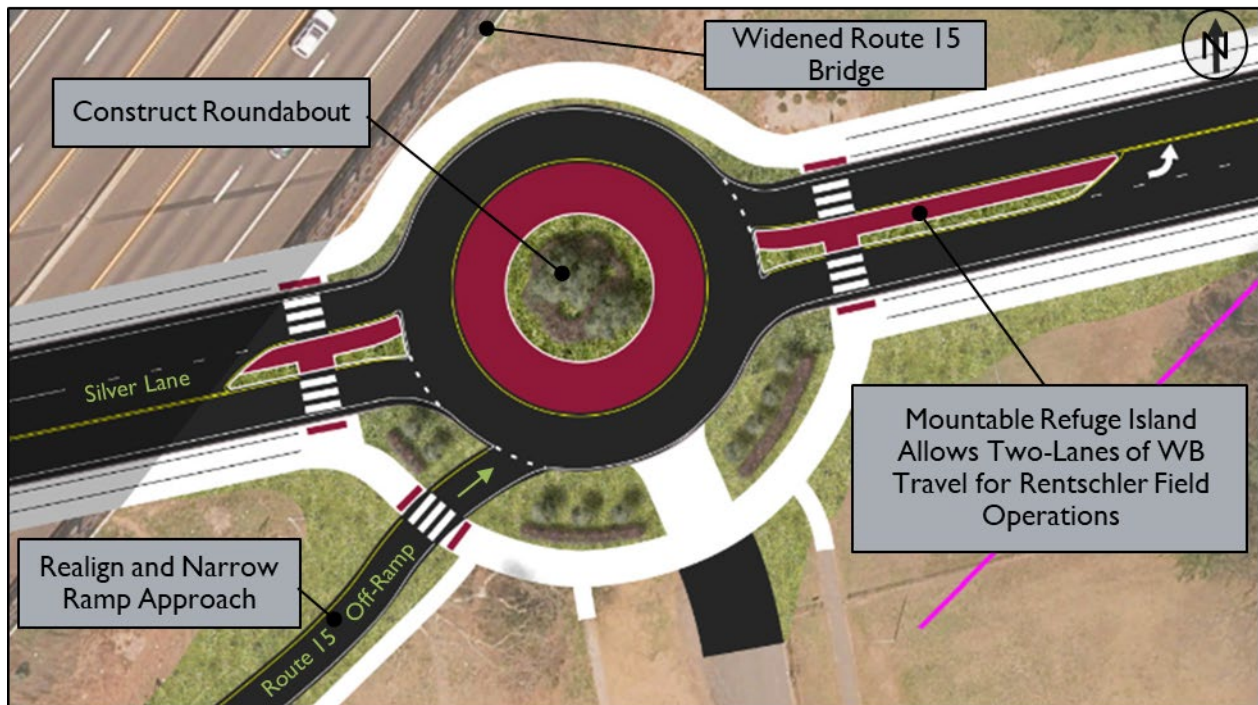 Widened Route 15
Bridge
N
Construct Roundabout
Silver Lane
Mountable Refuge Island
Allows Two-Lanes of WB
Travel for Rentschler Field
Operations
Realign and Narrow
Ramp Approach
Route 15 Off-Ramp